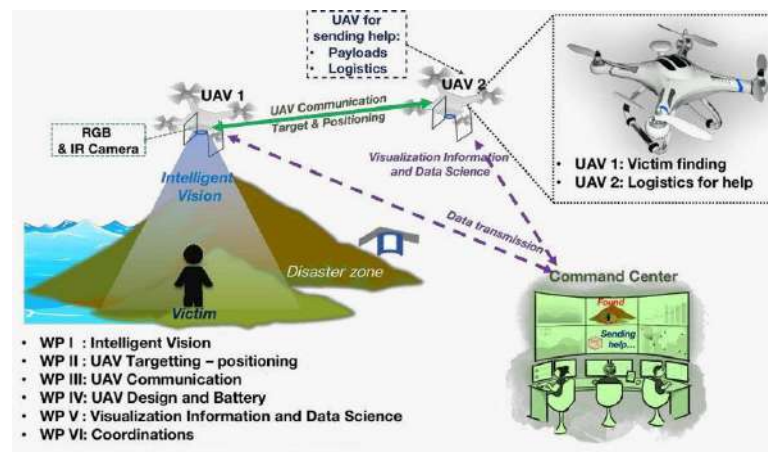 UAV for
sending help:
• Payloads
• Logistics
UAV 1
UAV 2
RGB
& IR Camera
UAV Communication
Target & Positioning
Visualization Information
and Data Science
• UAV 1: Victim finding
• UAV 2: Logistics for help
Intelligent
Vision
Data transmission
Disaster zone
Victim
Command Center
Found
Sending
help...
• WP I : Intelligent Vision
• WP II : UAV Targetting – positioning
• WP III: UAV Communication
• WP IV: UAV Design and Battery
• WP V : Visualization Information and Data Science
• WP VI: Coordinations